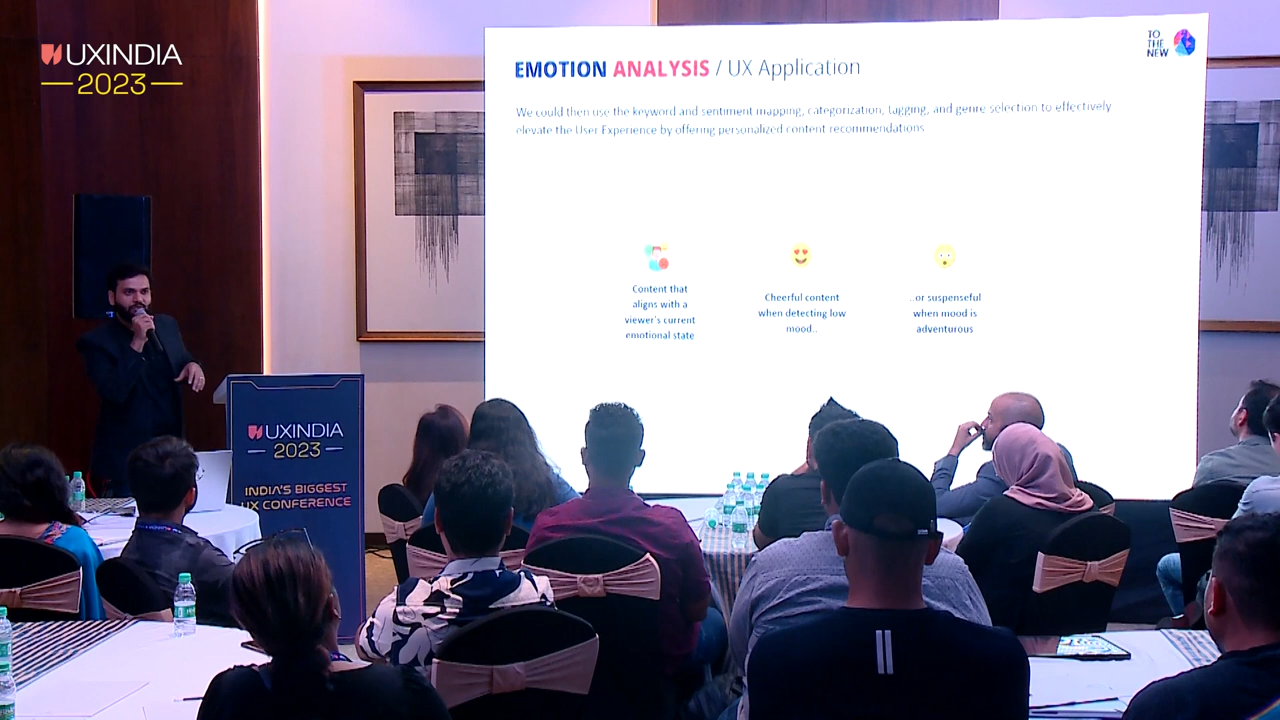 UXINDIA
2023
TO
THE
NEW
EMOTION ANALYSIS / UX Application
We could then use the keyword and sentiment mapping, categorization, tagging, and genre selection to effectively
elevate the User Experience by offering personalized content recommendations
Content that
aligns with a
viewer's current
emotional state
Cheerful content
when detecting low
mood..
..or suspenseful
when mood is
adventurous
UXINDIA
2023
INDIA'S BIGGEST
UX CONFERENCE